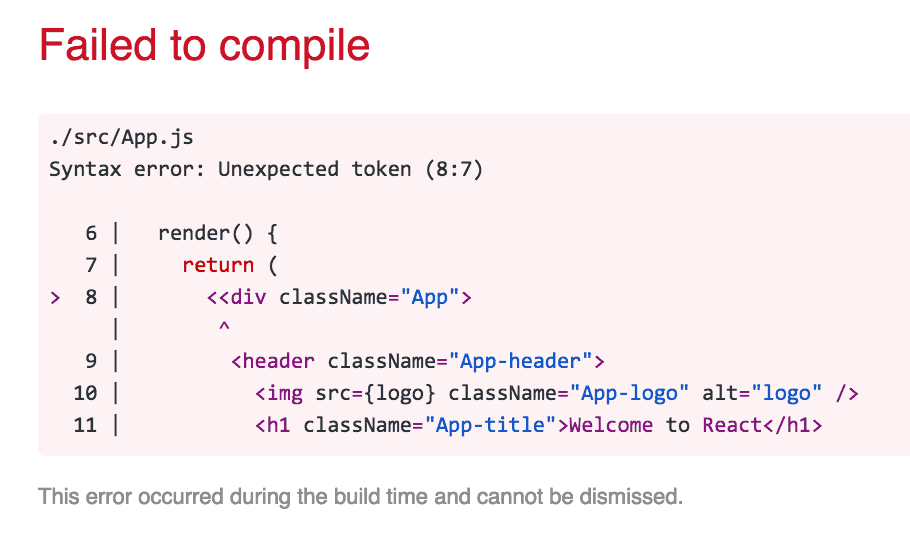 Failed to compile
./src/App.js
Syntax error: Unexpected token (8:7)
6 |   render() {
7 |     return (
> 8 |       <<div className="App">
|        ^
9 |         <header className="App-header">
10 |           <img src={logo} className="App-logo" alt="logo" />
11 |           <h1 className="App-title">Welcome to React</h1>
This error occurred during the build time and cannot be dismissed.